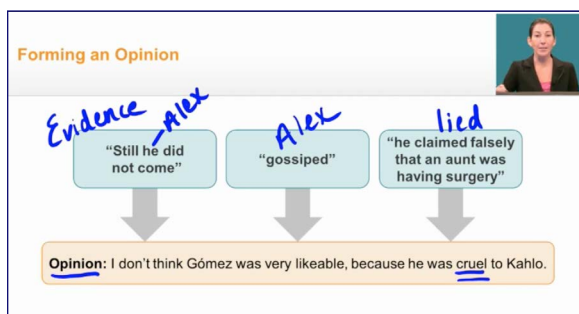 Forming an Opinion
Evidence
Alex
Alex
lied
“Still he did
not come”
“gossiped”
“he claimed falsely
that an aunt was
having surgery”
Opinion: I don’t think Gómez was very likeable, because he was cruel to Kahlo.